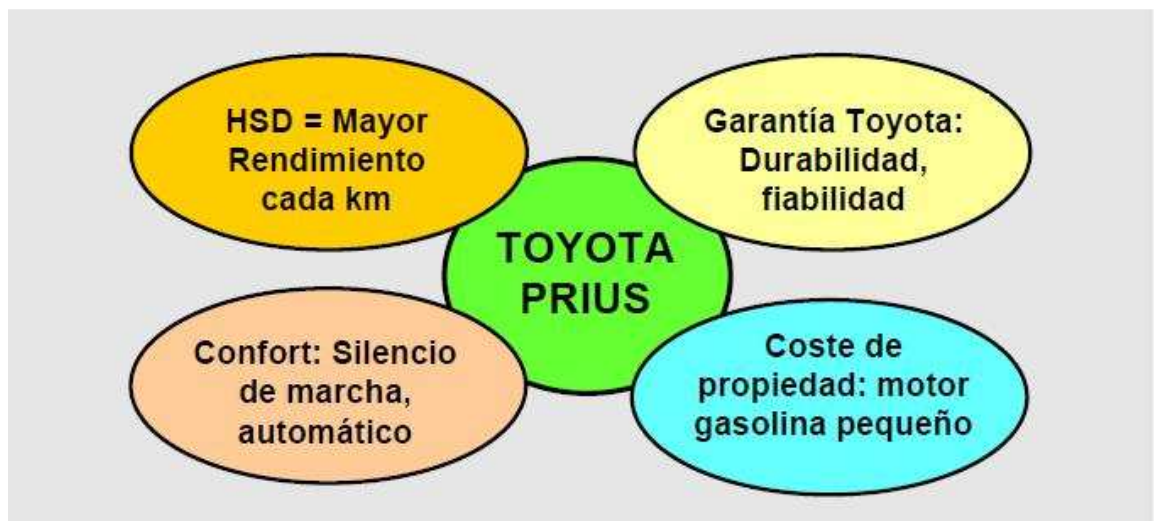 HSD = Mayor
Rendimiento
cada km
Garantía Toyota:
Durabilidad,
fiabilidad
TOYOTA
PRIUS
Confort: Silencio
de marcha,
automático
Coste de
propiedad: motor
gasolina pequeño